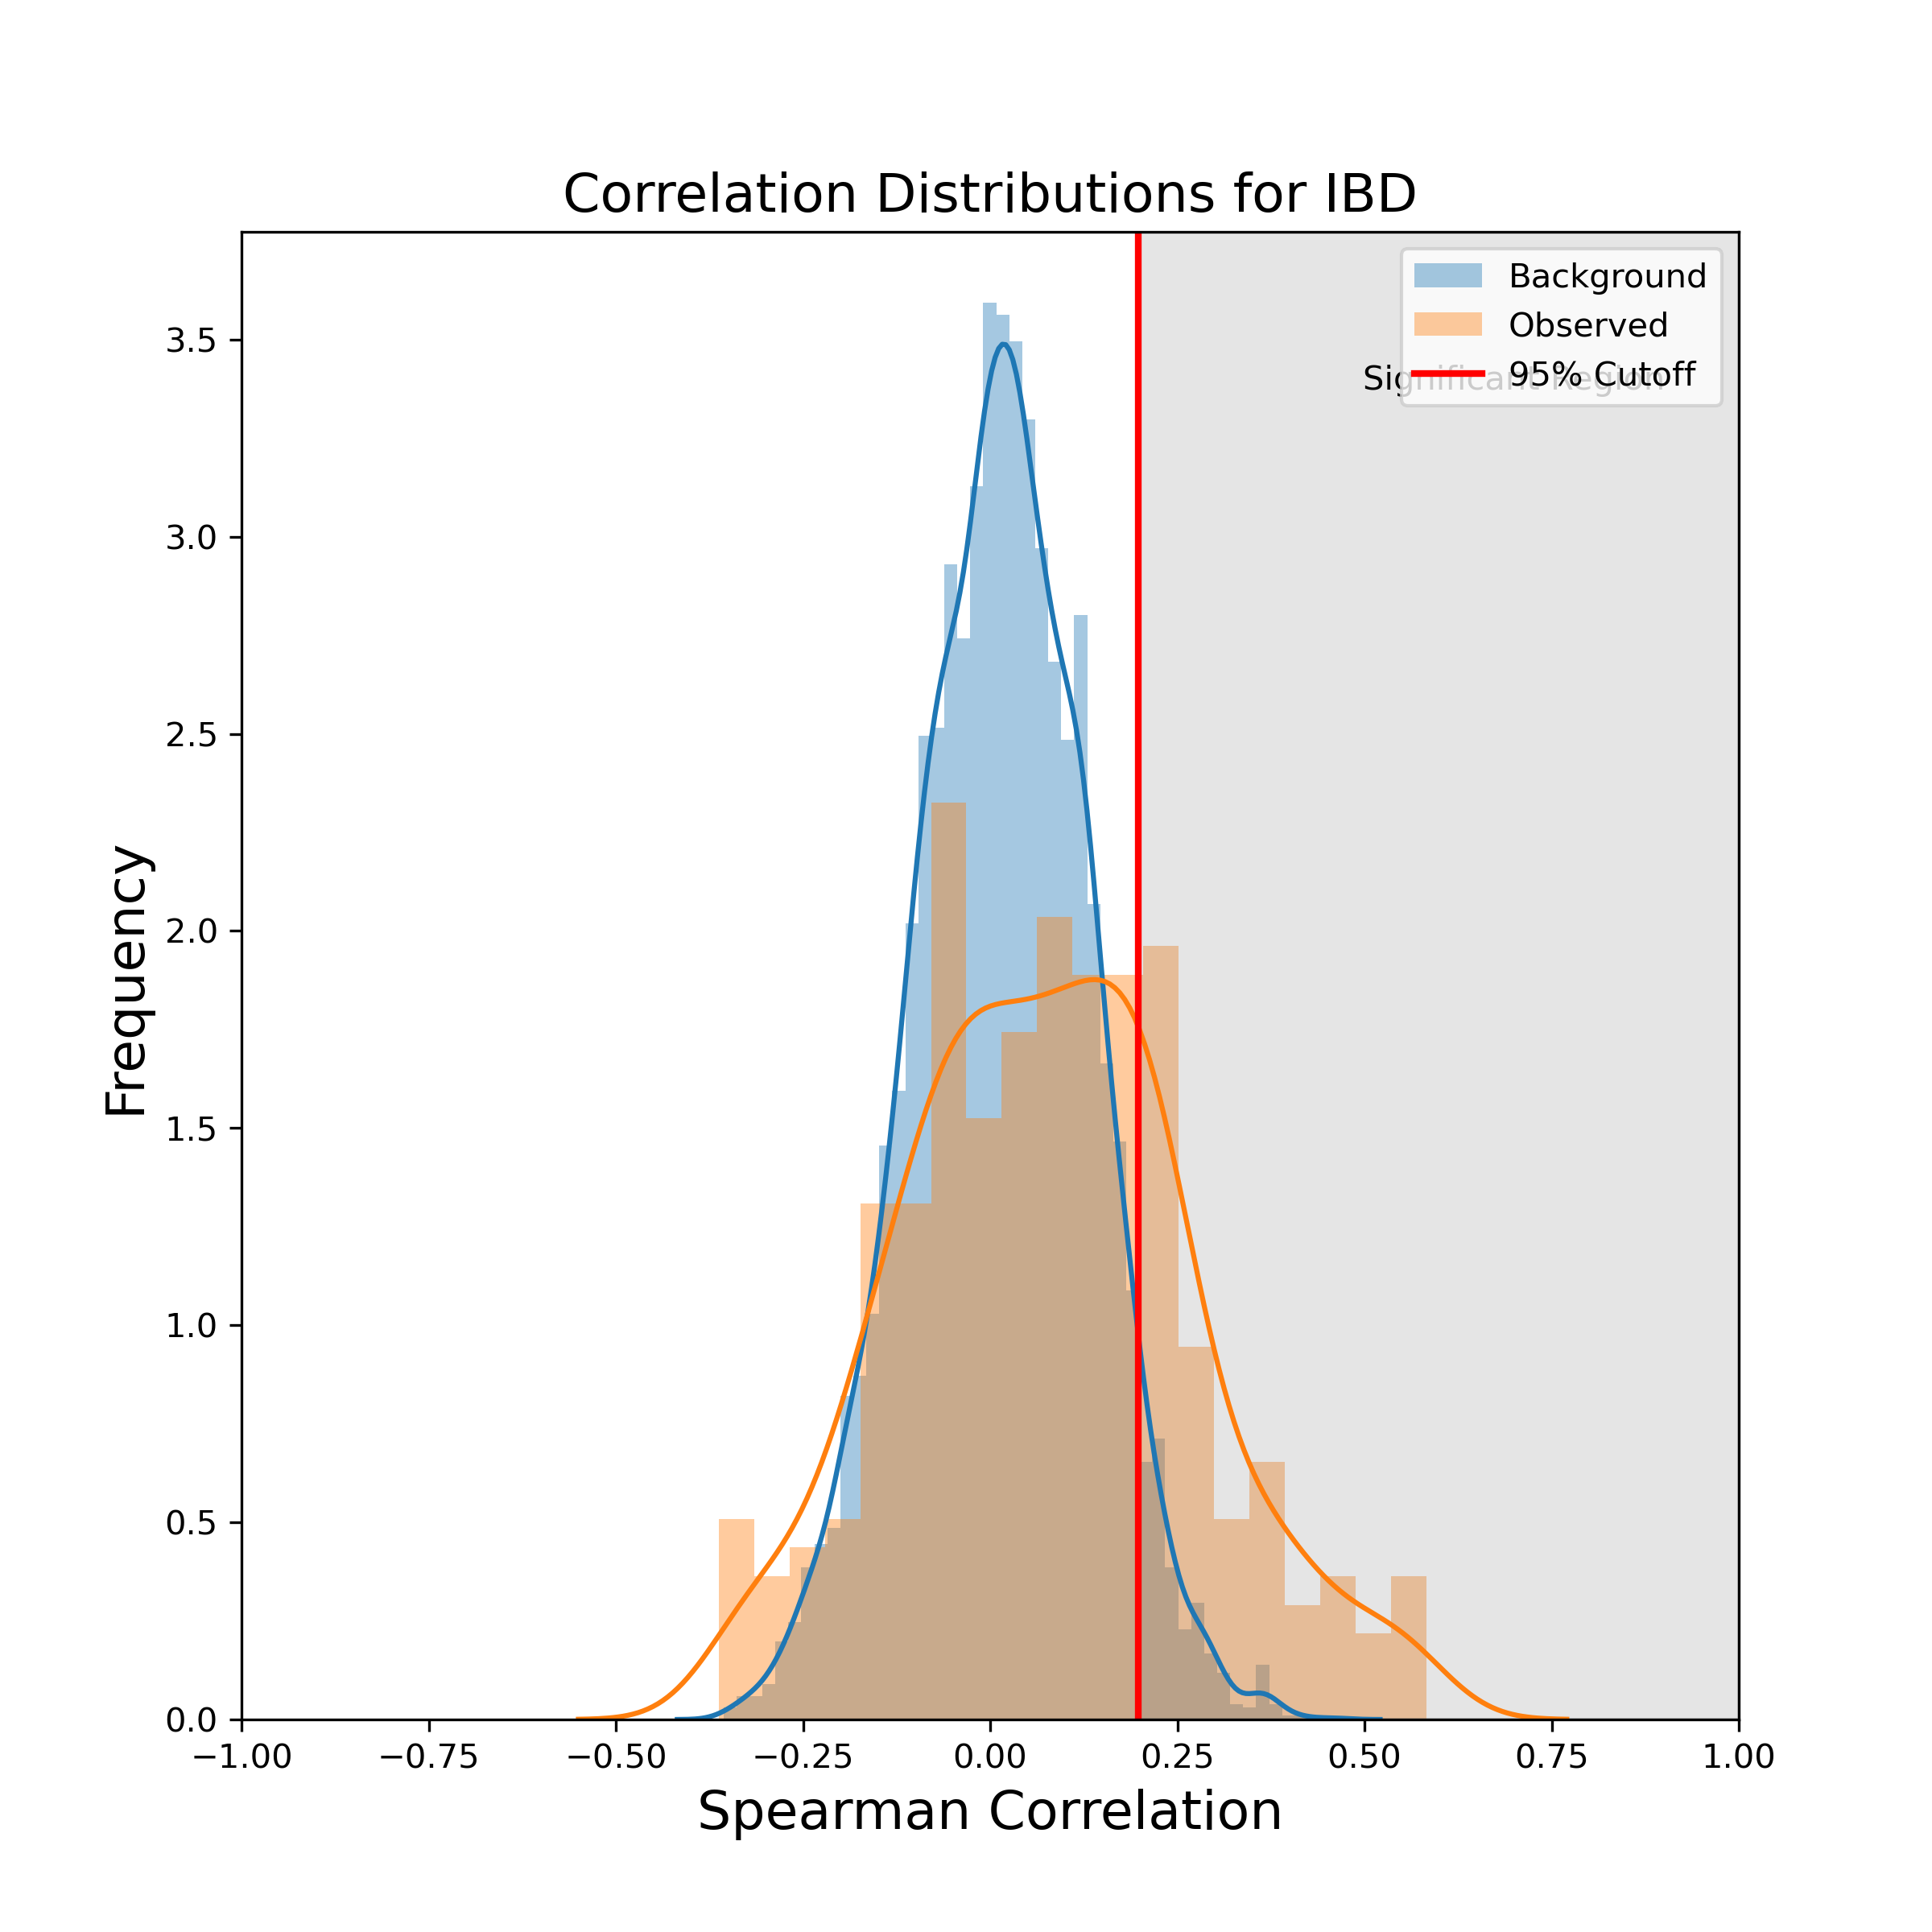 Correlation Distributions for IBD
Background
Observed
95% Cutoff
Significant Region
3.5
3.0
2.5
2.0
1.5
1.0
0.5
0.0
Frequency
−1.00 −0.75 −0.50 −0.25 0.00 0.25 0.50 0.75 1.00
Spearman Correlation